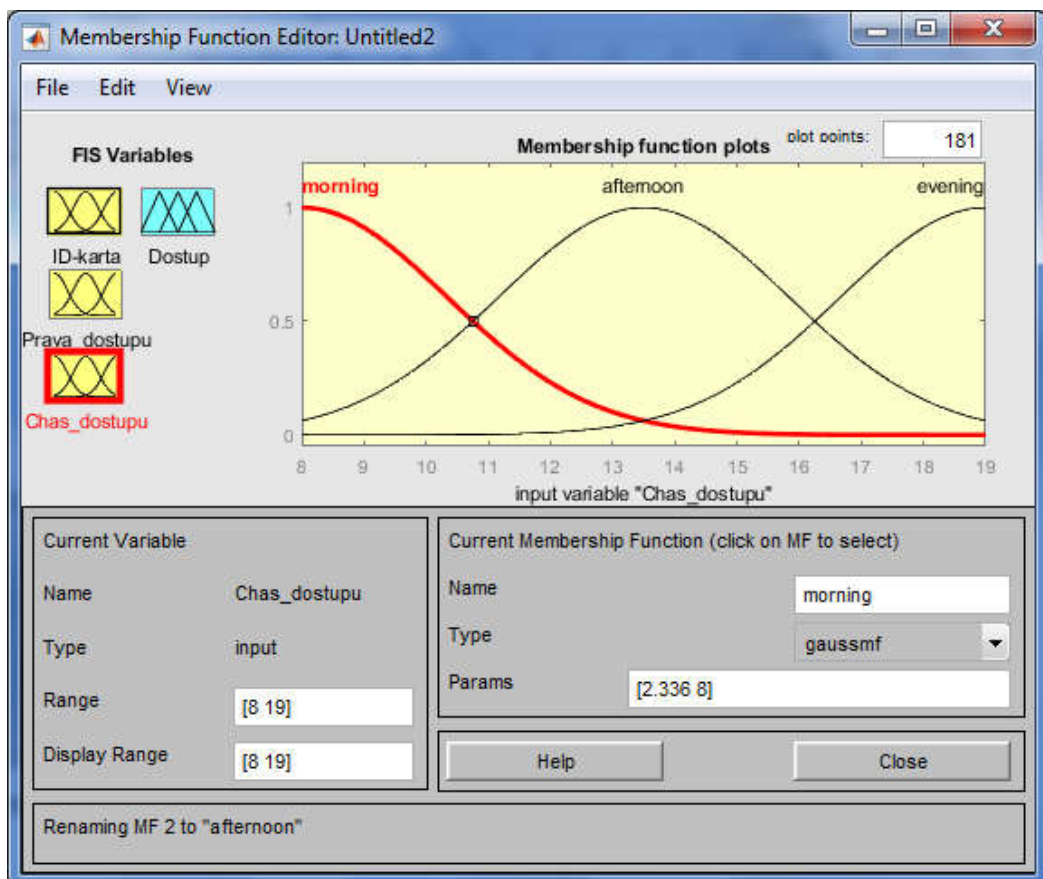 Membership Function Editor: Untitled2
File Edit View
FIS Variables
Membership function plots
plot points:
181
ID-karta
Dostup
Prava_dostupu
Chas_dostupu
morning
afternoon
evening
1
0.5
0
8 9 10 11 12 13 14 15 16 17 18 19
input variable "Chas_dostupu"
Current Variable
Name Chas_dostupu
Type input
Range [8 19]
Display Range [8 19]
Current Membership Function (click on MF to select)
Name morning
Type gaussmf
Params [2.336 8]
Help Close
Renaming MF 2 to "afternoon"